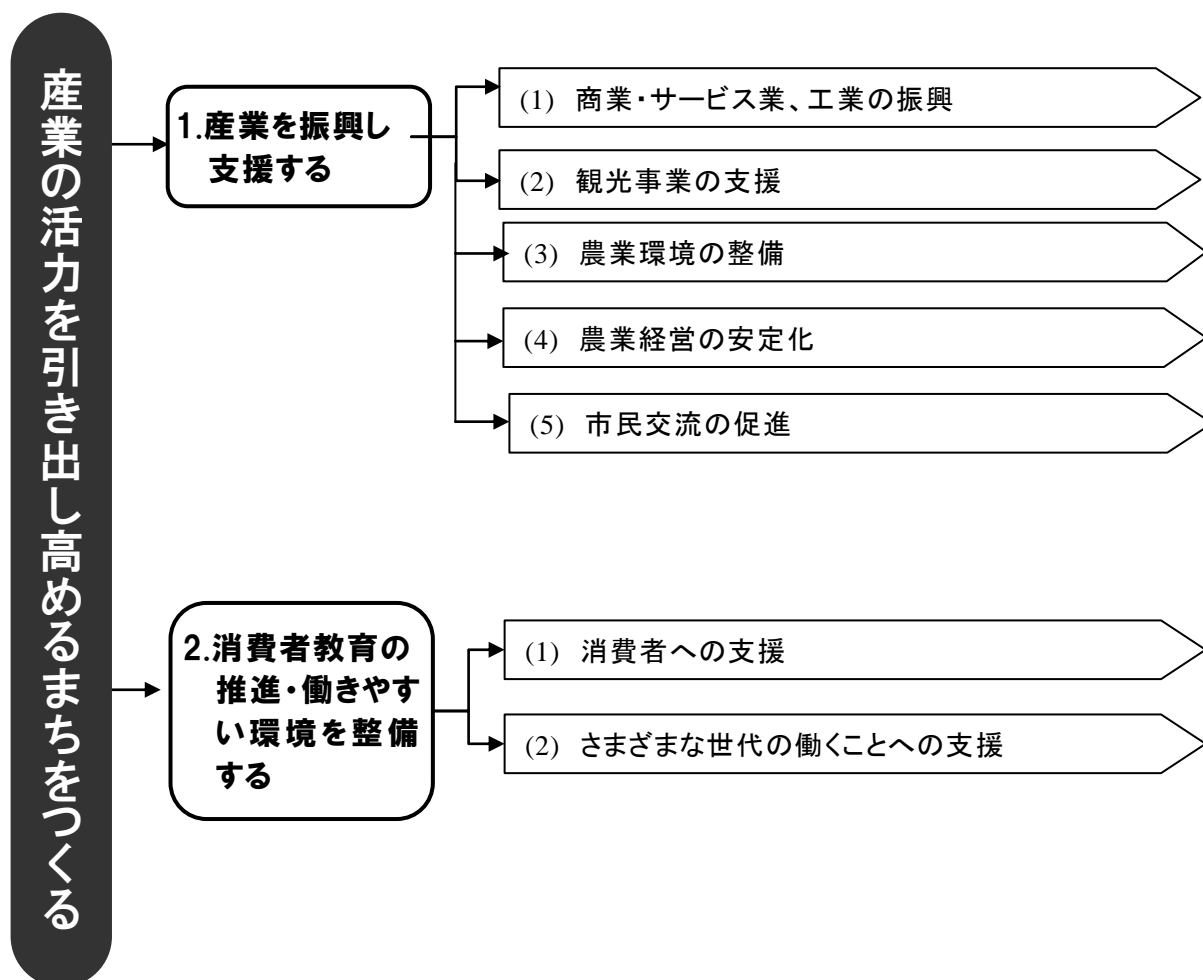 産業の活力を引き出し高めるまちをつくる
1.産業を振興し
支援する
(1) 商業・サービス業、工業の振興
(2) 観光事業の支援
(3) 農業環境の整備
(4) 農業経営の安定化
(5) 市民交流の促進
2.消費者教育の
推進・働きやす
い環境を整備
する
(1) 消費者への支援
(2) さまざまな世代の働くことへの支援